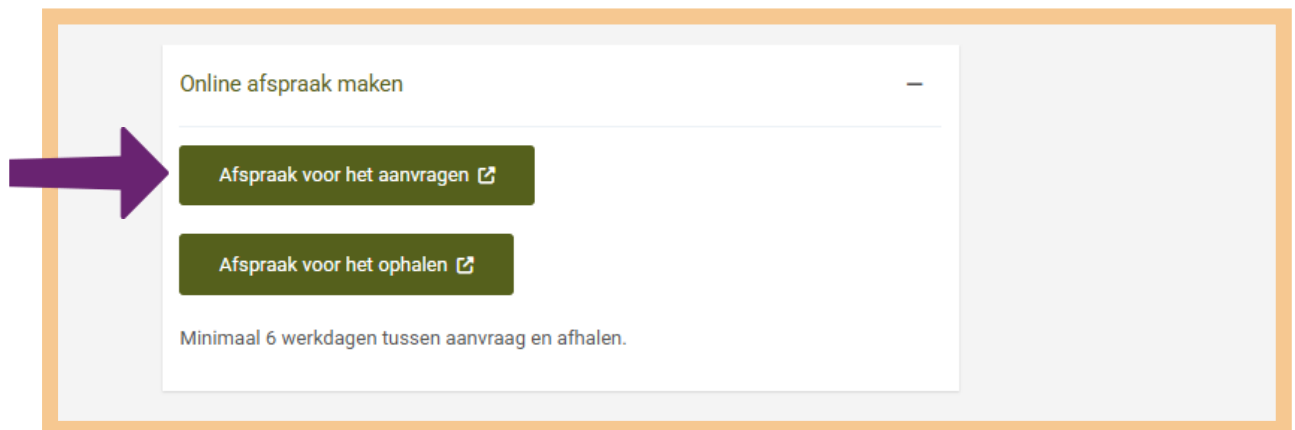 Online afspraak maken
Afspraak voor het aanvragen
Afspraak voor het ophalen
Minimaal 6 werkdagen tussen aanvraag en afhalen.